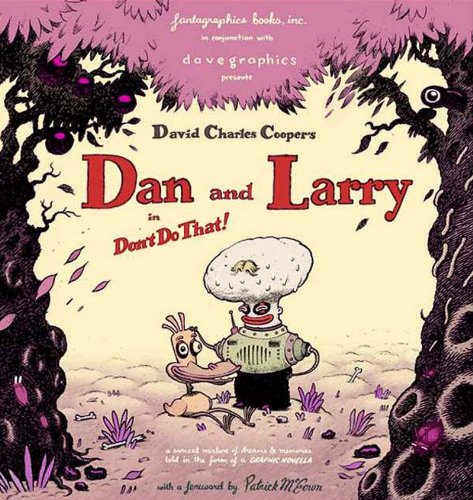 fantagraphics books, inc.
in conjunction with
davegraphics
presents
David Charles Cooper's
Dan and Larry
in
Don't Do That!
a surreal mixture of dreams & memories
told in the form of a GRAPHIC NOVELLA
with a foreword by Patrick McEown